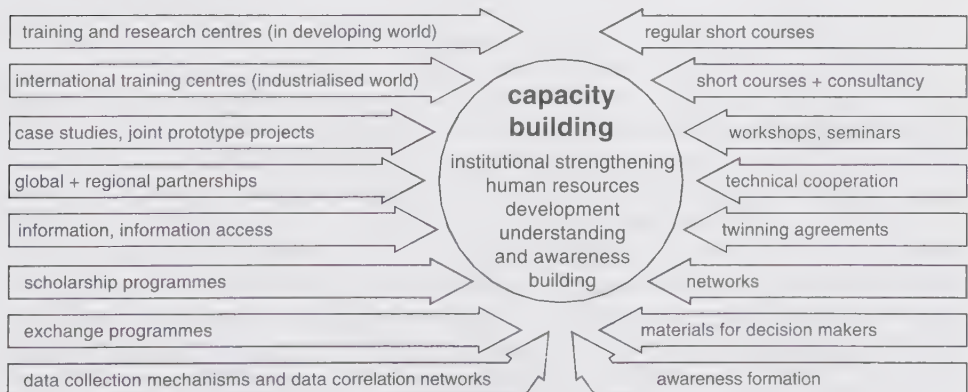 training and research centres (in developing world)
international training centres (industrialised world)
case studies, joint prototype projects
global + regional partnerships
information, information access
scholarship programmes
exchange programmes
data collection mechanisms and data correlation networks
capacity
building
institutional strengthening
human resources
development
understanding
and awareness
building
regular short courses
short courses + consultancy
workshops, seminars
technical cooperation
twinning agreements
networks
materials for decision makers
awareness formation